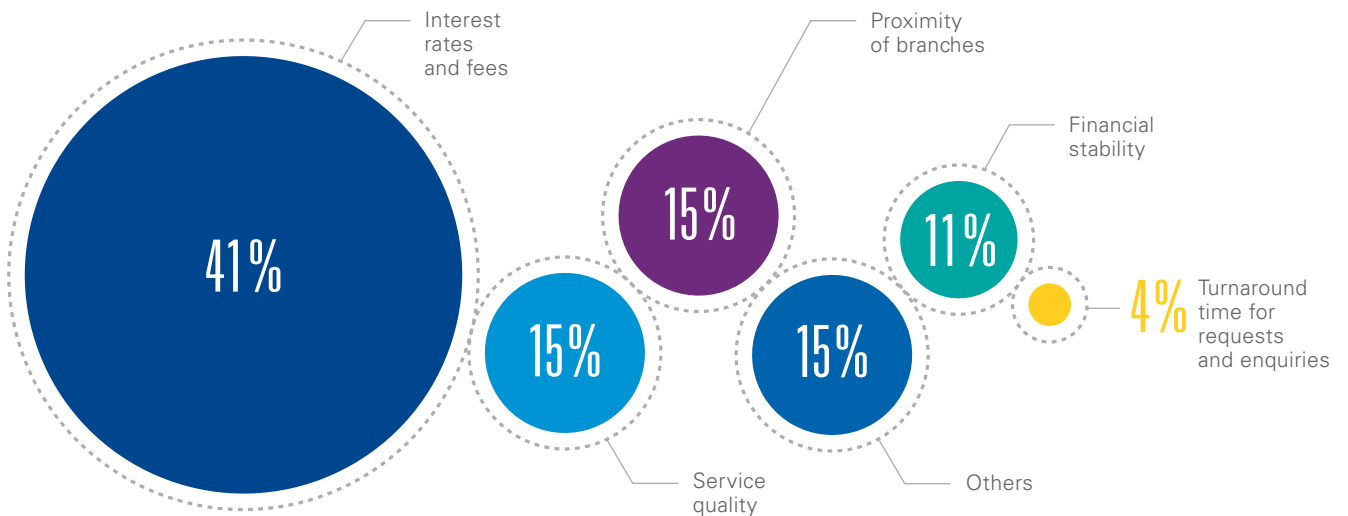 Interest
rates
and fees
41%
Service
quality
15%
Proximity
of branches
15%
Others
15%
Financial
stability
11%
4%
Turnaround
time for
requests
and enquiries